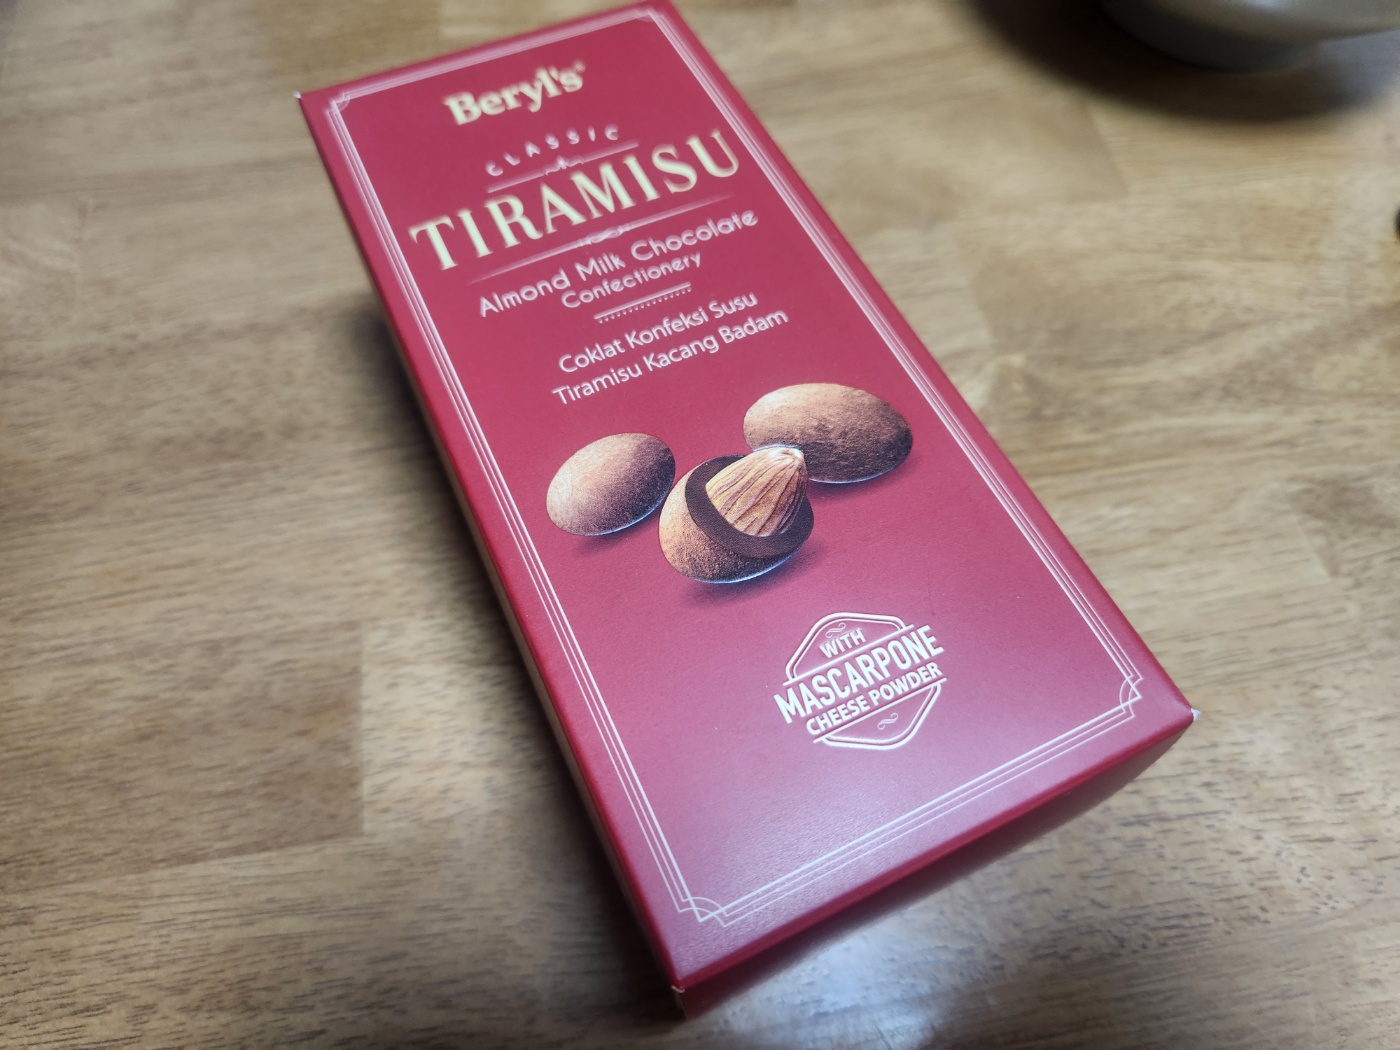 Beryl's®
CLASSIC
TIRAMISU
Almond Milk Chocolate
Confectionery
Coklat Konfeksi Susu
Tiramisu Kacang Badam
WITH
MASCARPONE
CHEESE POWDER